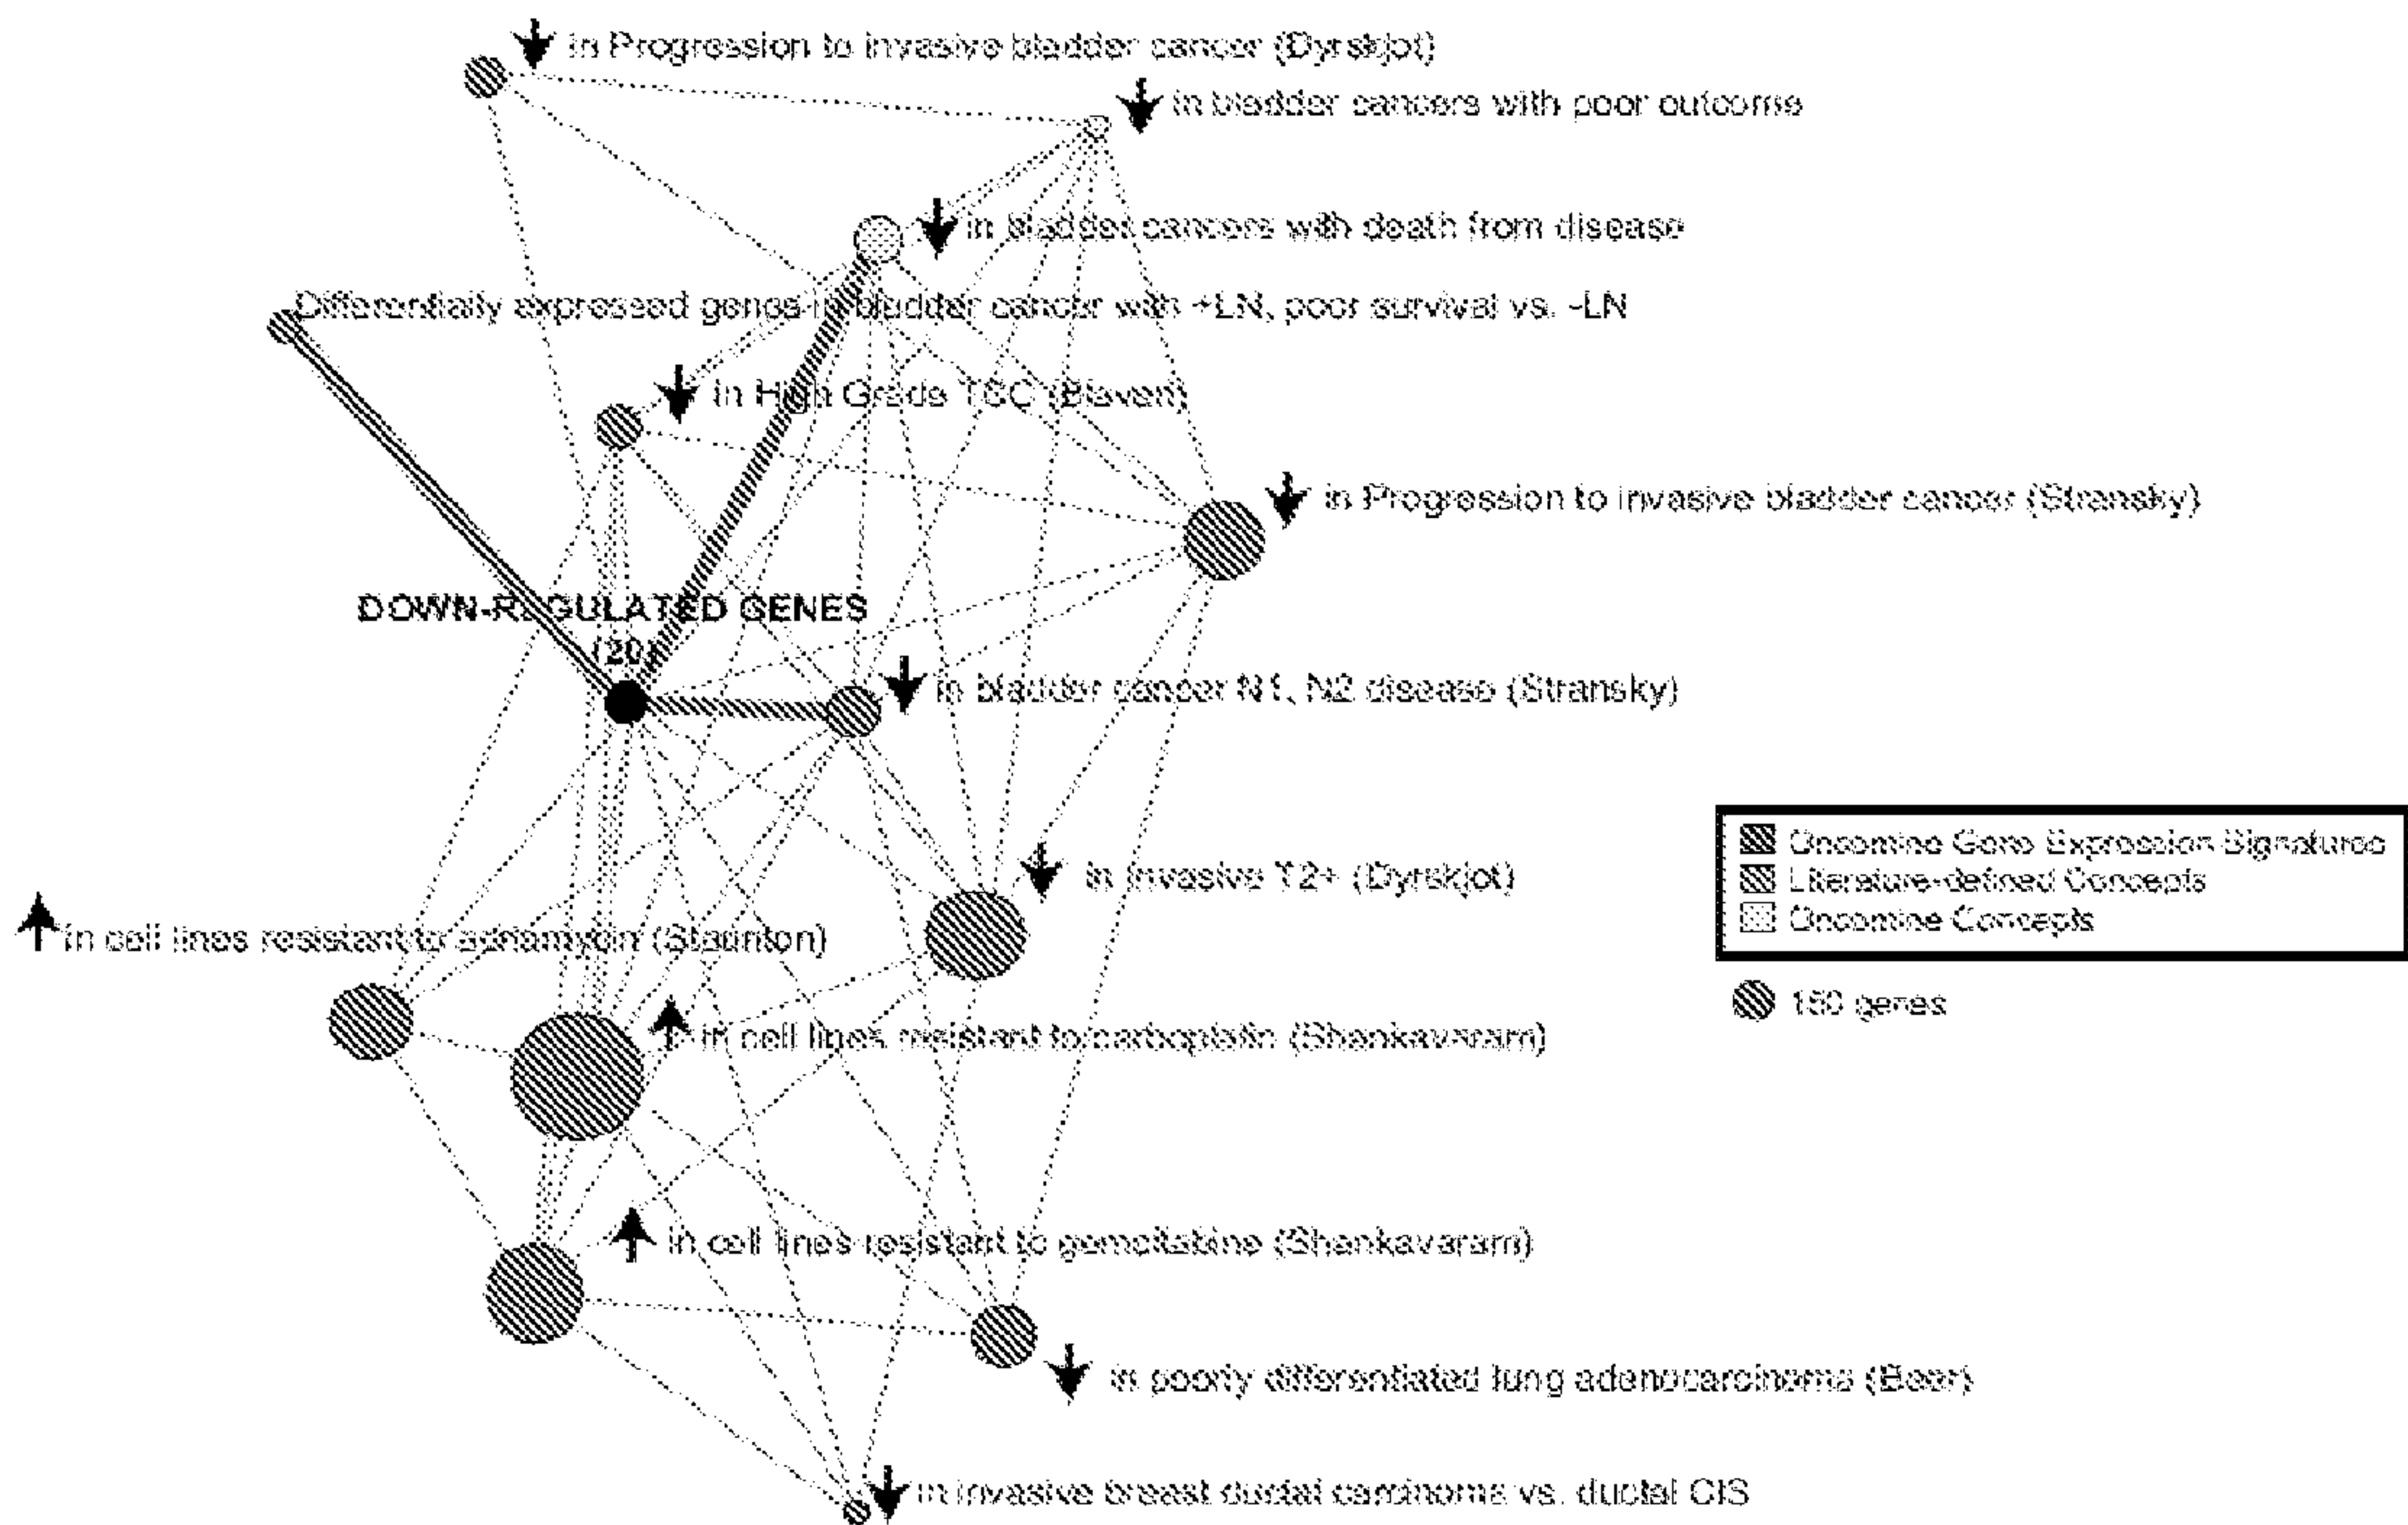 in Progression to invasive bladder cancer (Dyrskjot)
in bladder cancers with poor outcome
in bladder cancers with death from disease
Differentially expressed genes in bladder cancer with +LN, poor survival vs. -LN
in High Grade TCC (Blaveri)
in Progression to invasive bladder cancer (Stransky)
DOWN-REGULATED GENES
(20)
in bladder cancer N1, N2 disease (Stransky)
Oncomine Gene Expression Signatures
Literature-defined Concepts
Oncomine Concepts
in Invasive T2+ (Dyrskjot)
in cell lines resistant to adriamycin (Staunton)
150 genes
in cell lines resistant to carboplatin (Shankavaram)
in cell lines resistant to gemcitabine (Shankavaram)
in poorly differentiated lung adenocarcinoma (Beer)
in invasive breast ductal carcinoma vs. ductal CIS